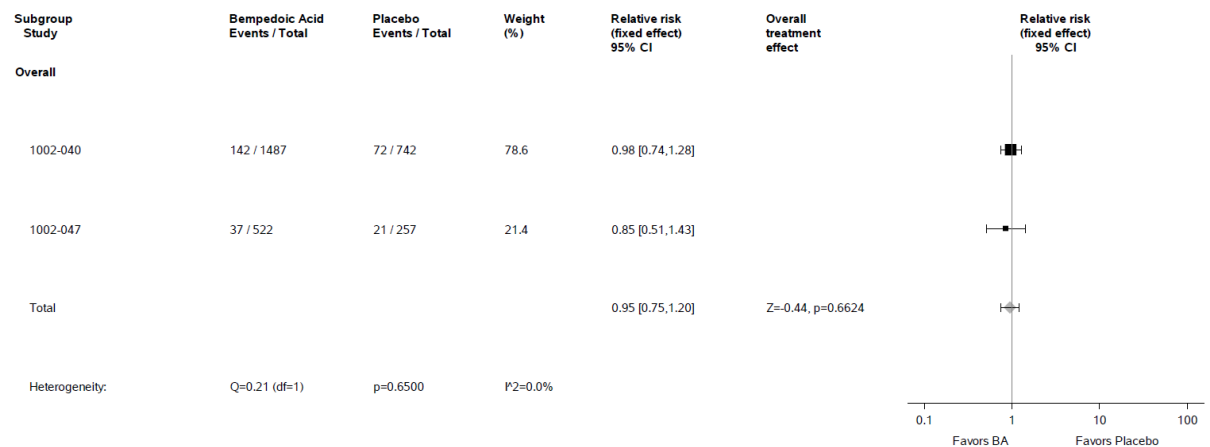 Subgroup Bempedoic Acid Placebo Weight Relative risk Overall Relative risk
Study Events / Total Events / Total (%) (fixed effect) treatment (fixed effect)
95% CI effect 95% CI
Overall
1002-040 142 / 1487 72 / 742 78.6 0.98 [0.74,1.28]
1002-047 37 / 522 21 / 257 21.4 0.85 [0.51,1.43]
Total 0.95 [0.75,1.20] Z=-0.44, p=0.6624
Heterogeneity: Q=0.21 (df=1) p=0.6500 I^2=0.0%
0.1 1 10 100
Favors BA Favors Placebo